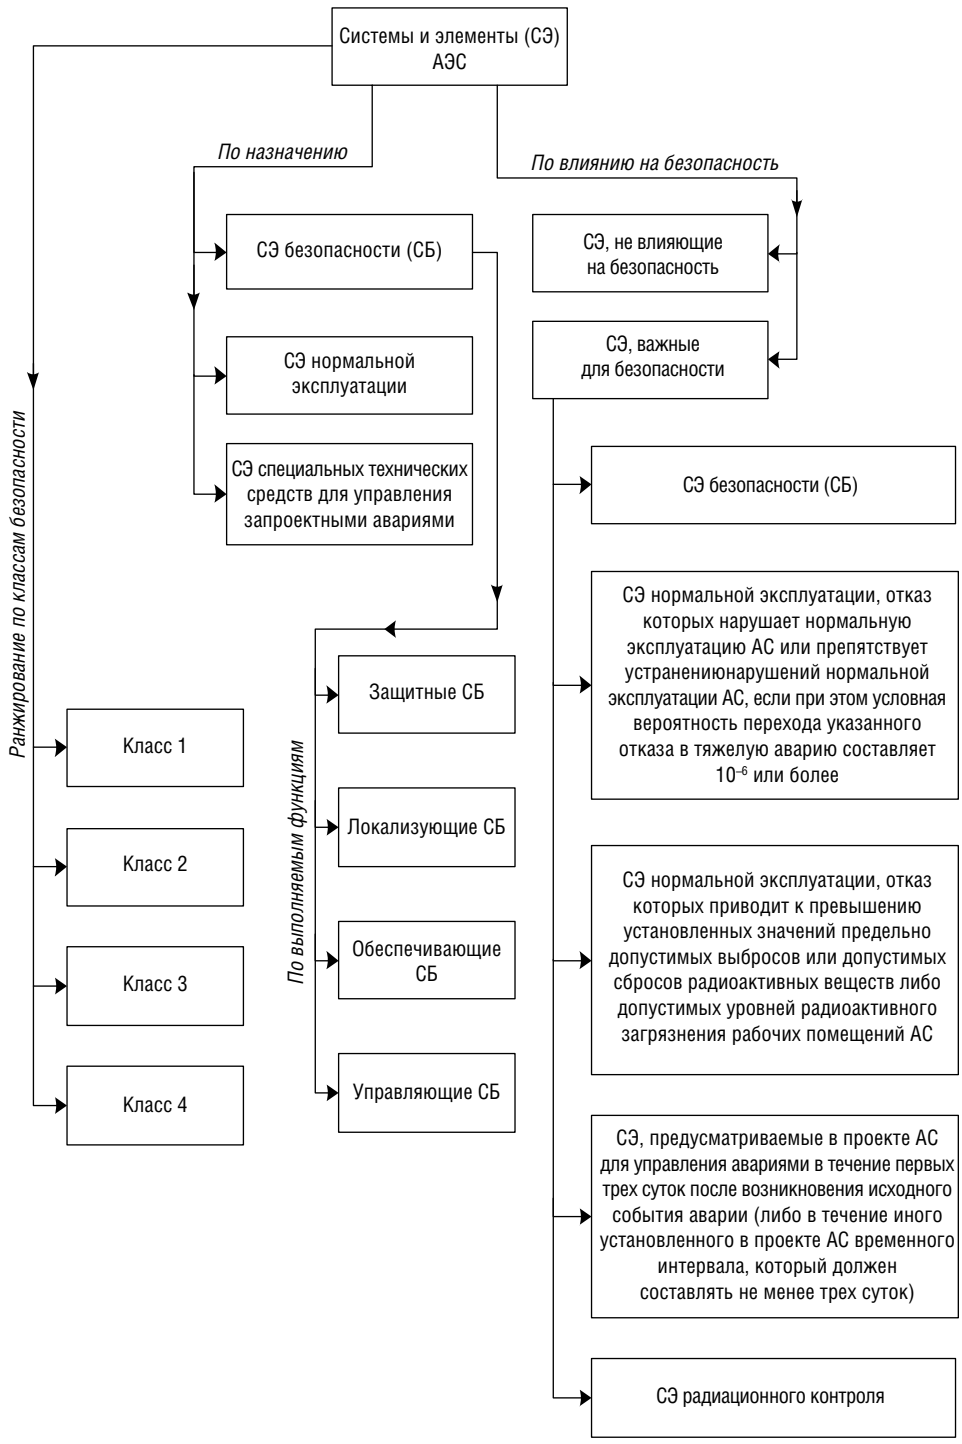 Системы и элементы (СЭ)
АЭС
По назначению
По влиянию на безопасность
СЭ безопасности (СБ)
СЭ, не влияющие
на безопасность
СЭ нормальной
эксплуатации
СЭ, важные
для безопасности
СЭ специальных технических
средств для управления
запроектными авариями
СЭ безопасности (СБ)
Ранжирование по классам безопасности
СЭ нормальной эксплуатации, отказ
которых нарушает нормальную
эксплуатацию АС или препятствует
устранениюнарушений нормальной
эксплуатации АС, если при этом условная
вероятность перехода указанного
отказа в тяжелую аварию составляет
10⁻⁶ или более
По выполняемым функциям
Защитные СБ
Локализующие СБ
Обеспечивающие
СБ
Управляющие СБ
Класс 1
Класс 2
Класс 3
Класс 4
СЭ нормальной эксплуатации, отказ
которых приводит к превышению
установленных значений предельно
допустимых выбросов или допустимых
сбросов радиоактивных веществ либо
допустимых уровней радиоактивного
загрязнения рабочих помещений АС
СЭ, предусматриваемые в проекте АС
для управления авариями в течение первых
трех суток после возникновения исходного
события аварии (либо в течение иного
установленного в проекте АС временного
интервала, который должен
составлять не менее трех суток)
СЭ радиационного контроля